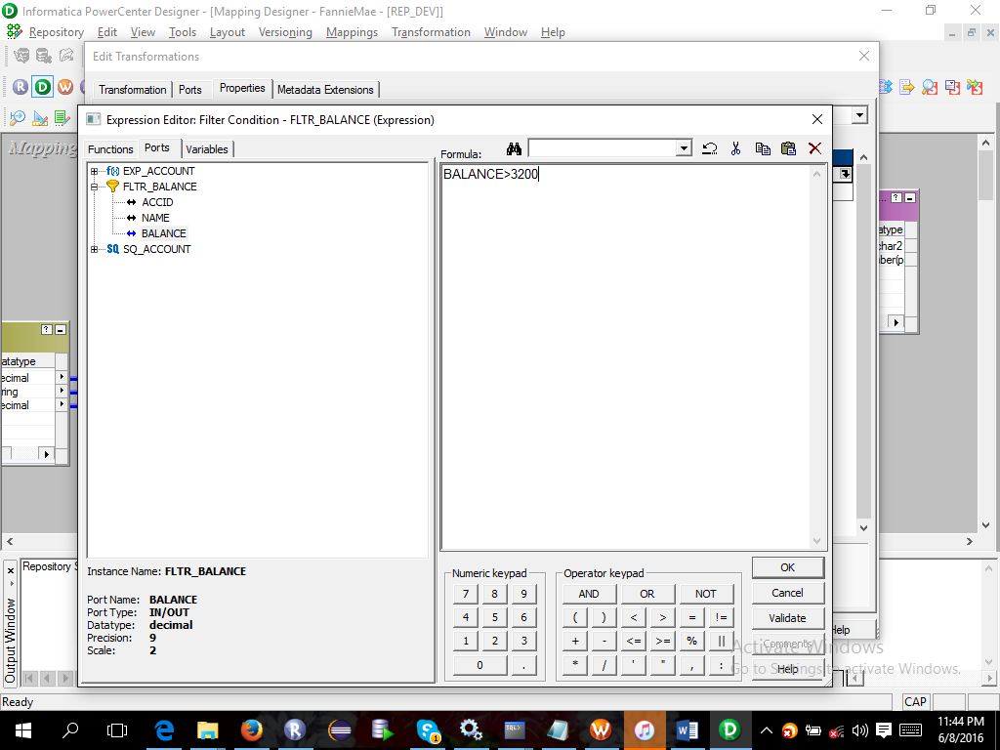 Informatica PowerCenter Designer - [Mapping Designer - FannieMae - [REP_DEV]]
Repository Edit View Tools Layout Versioning Mappings Transformation Window Help
Edit Transformations
Transformation Ports Properties Metadata Extensions
Expression Editor: Filter Condition - FLTR_BALANCE (Expression)
Mapping
Functions Ports Variables
Formula:
EXP_ACCOUNT
FLTR_BALANCE
ACCID
NAME
BALANCE
SQ_ACCOUNT
BALANCE>3200
atatype
ecimal
ring
ecimal
atype
char2
ber(p
Instance Name: FLTR_BALANCE
Port Name: BALANCE
Port Type: IN/OUT
Datatype: decimal
Precision: 9
Scale: 2
Numeric keypad
7 8 9
4 5 6
1 2 3
0 .
Operator keypad
AND OR NOT
( ) < > = !=
+ - <= >= % ||
* / ' " , :
OK
Cancel
Validate
Comments
Help
Help
Repository S
Output Window
Activate Windows
Go to Settings to activate Windows.
Ready
CAP
11:44 PM
6/8/2016